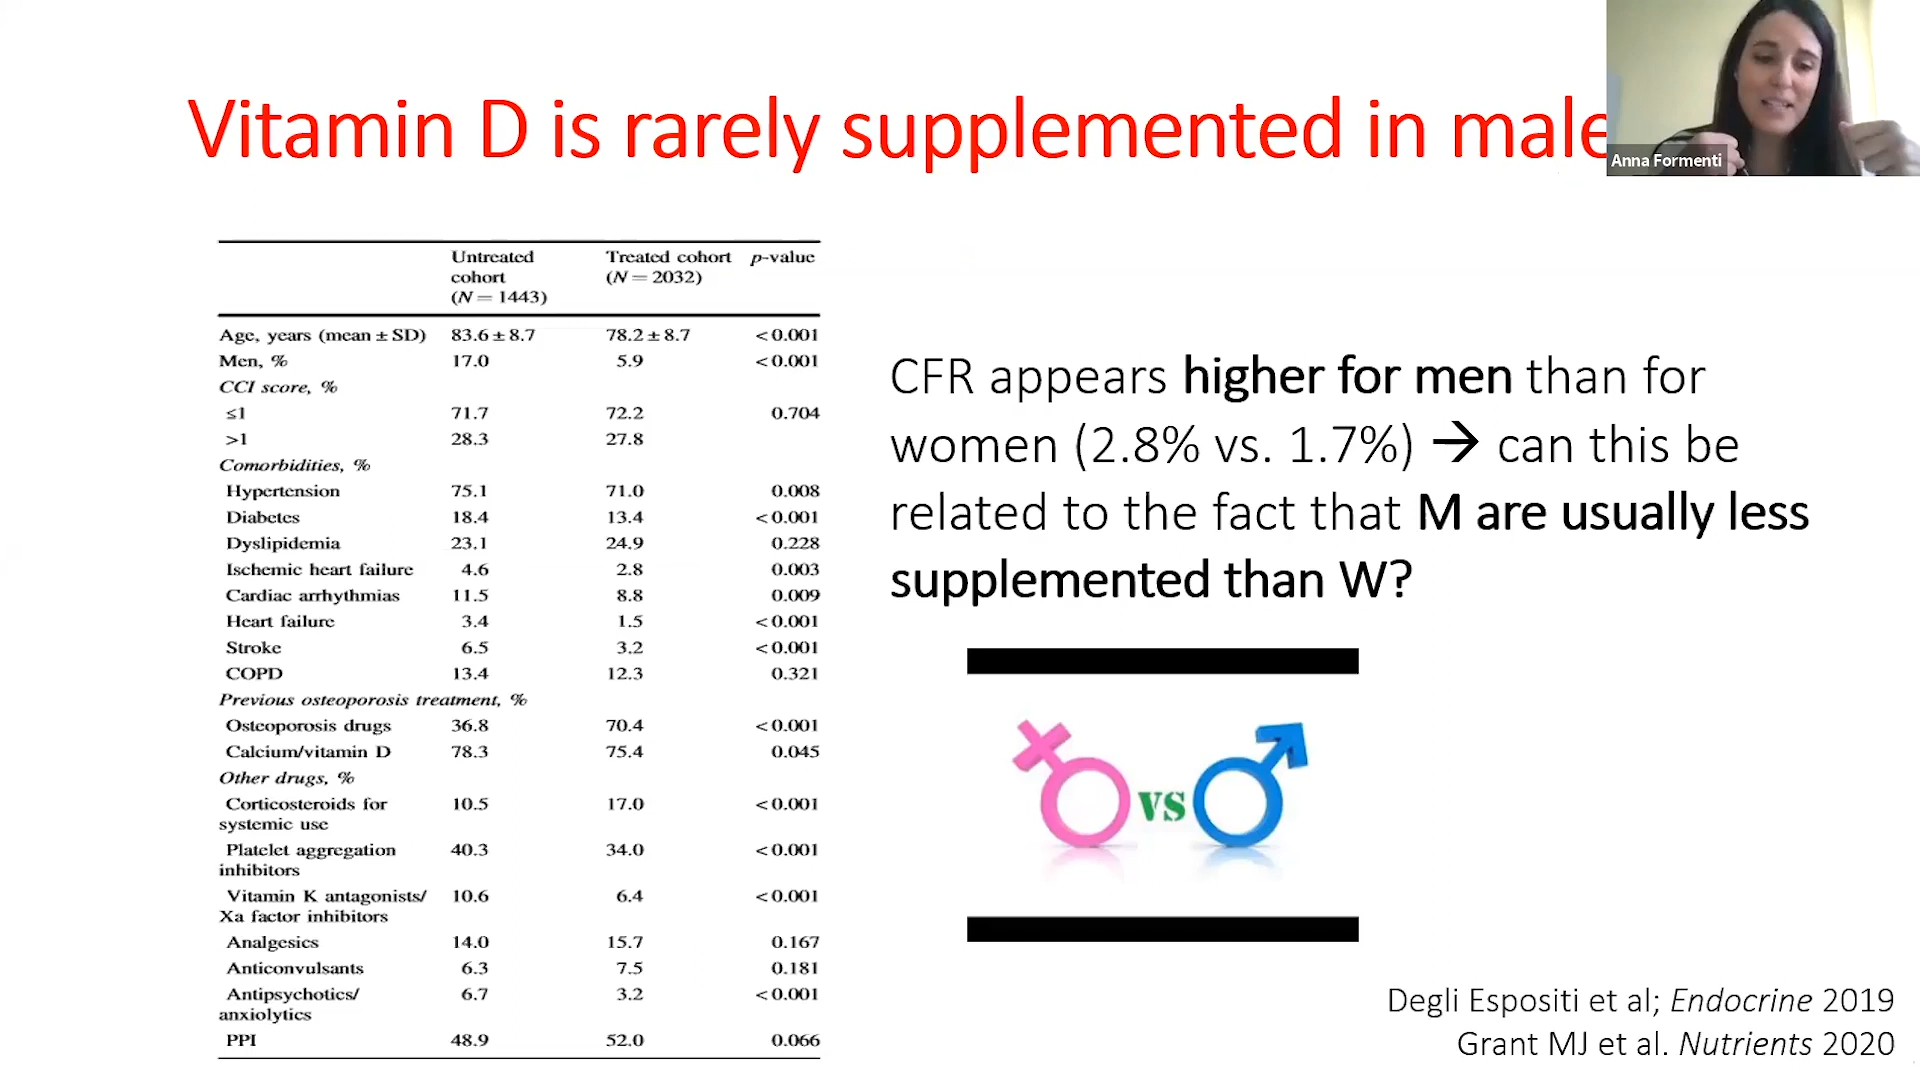 Vitamin D is rarely supplemented in male
Anna Formenti
Untreated cohort (N = 1443) Treated cohort (N = 2032) p-value
Age, years (mean ± SD) 83.6 ± 8.7 78.2 ± 8.7 <0.001
Men, % 17.0 5.9 <0.001
CCI score, %
≤1 71.7 72.2 0.704
>1 28.3 27.8
Comorbidities, %
Hypertension 75.1 71.0 0.008
Diabetes 18.4 13.4 <0.001
Dyslipidemia 23.1 24.9 0.228
Ischemic heart failure 4.6 2.8 0.003
Cardiac arrhythmias 11.5 8.8 0.009
Heart failure 3.4 1.5 <0.001
Stroke 6.5 3.2 <0.001
COPD 13.4 12.3 0.321
Previous osteoporosis treatment, %
Osteoporosis drugs 36.8 70.4 <0.001
Calcium/vitamin D 78.3 75.4 0.045
Other drugs, %
Corticosteroids for 10.5 17.0 <0.001
systemic use
Platelet aggregation 40.3 34.0 <0.001
inhibitors
Vitamin K antagonists/ 10.6 6.4 <0.001
Xa factor inhibitors
Analgesics 14.0 15.7 0.167
Anticonvulsants 6.3 7.5 0.181
Antipsychotics/ 6.7 3.2 <0.001
anxiolytics
PPI 48.9 52.0 0.066
CFR appears higher for men than for
women (2.8% vs. 1.7%) → can this be
related to the fact that M are usually less
supplemented than W?
VS
Degli Espositi et al; Endocrine 2019
Grant MJ et al. Nutrients 2020